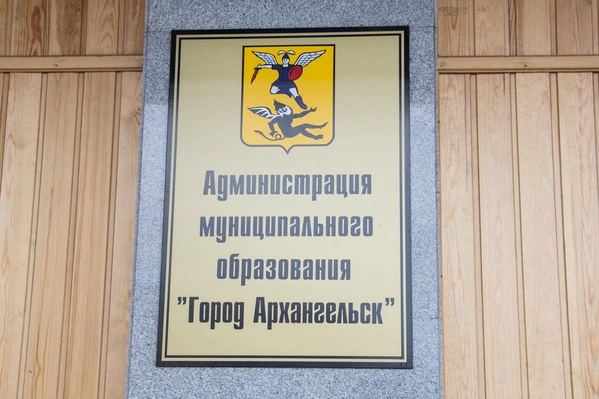 Администрация
муниципального
образования
"Город Архангельск"